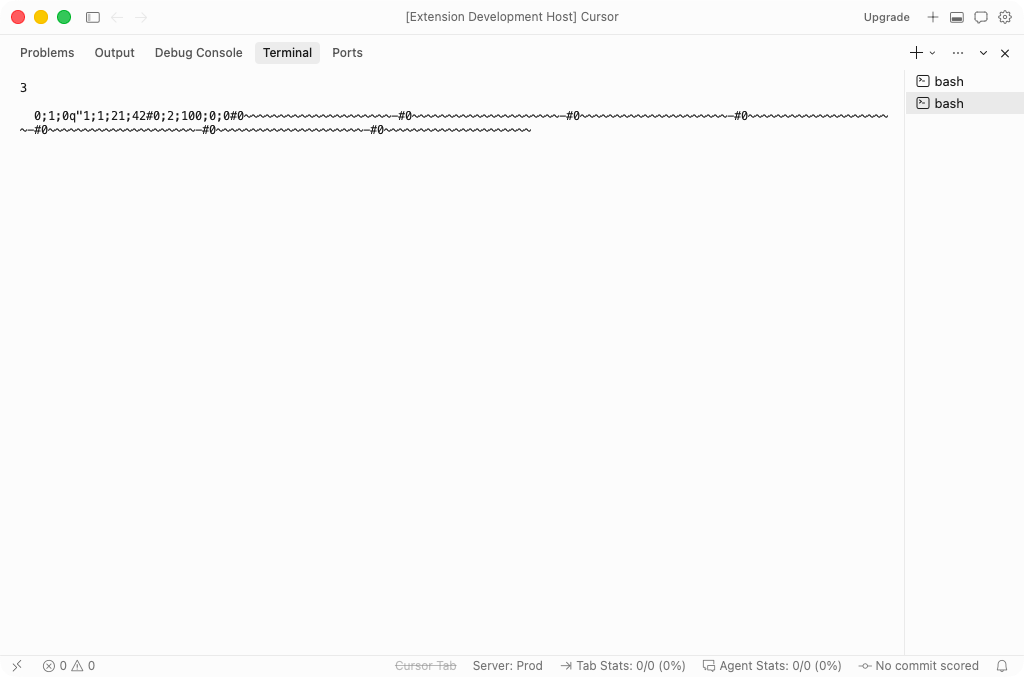 [Extension Development Host] Cursor
Upgrade
Problems Output Debug Console Terminal Ports
3
0;1;0q"1;1;21;42#0;2;100;0;0#0~~~~~~~~~~~~~~~~~~~~~-#0~~~~~~~~~~~~~~~~~~~~~-#0~~~~~~~~~~~~~~~~~~~~~-#0~~~~~~~~~~~~~~~~~~~~
~-#0~~~~~~~~~~~~~~~~~~~~~-#0~~~~~~~~~~~~~~~~~~~~~-#0~~~~~~~~~~~~~~~~~~~~~
bash
bash
0 0 Cursor Tab Server: Prod Tab Stats: 0/0 (0%) Agent Stats: 0/0 (0%) No commit scored